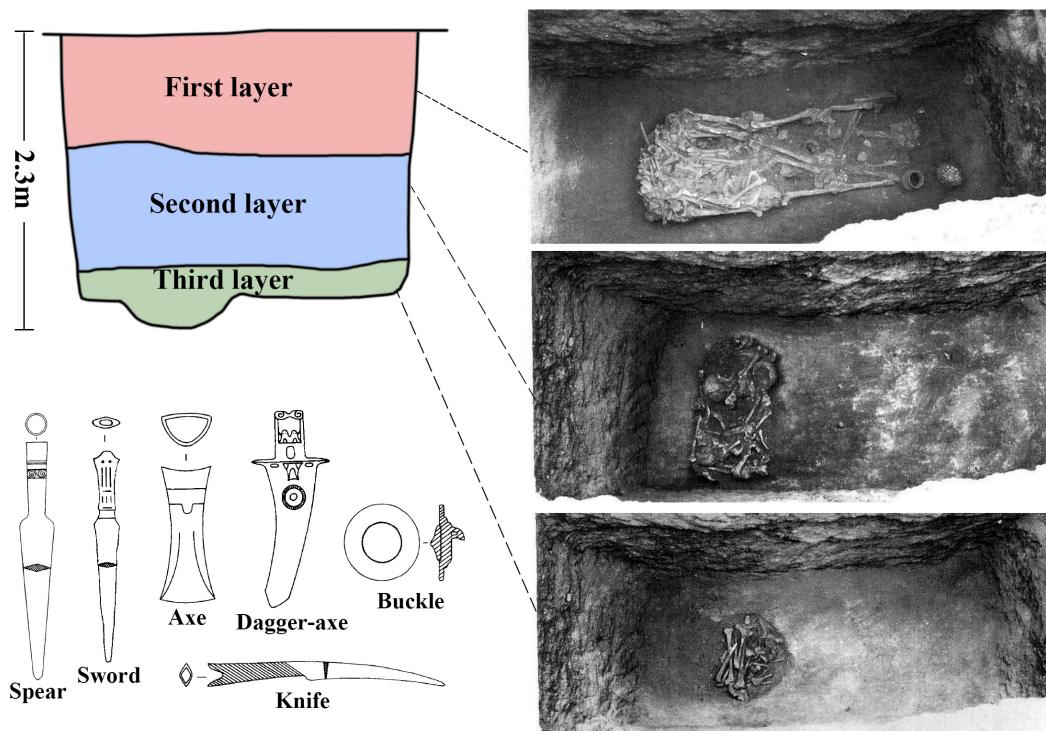 First layer
2.3m
Second layer
Third layer
Buckle
Axe
Dagger-axe
Sword
Spear
Knife